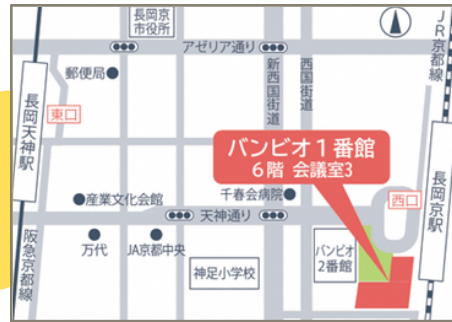 長岡京
市役所
アゼリア通り
JR京都線
郵便局
新西国街道
西国街道
長岡天神駅
東口
バンビオ1番館
6階 会議室3
長岡京駅
千春会病院
西口
産業文化会館
天神通り
万代
JA京都中央
神足小学校
バンビオ
2番館
阪急京都線